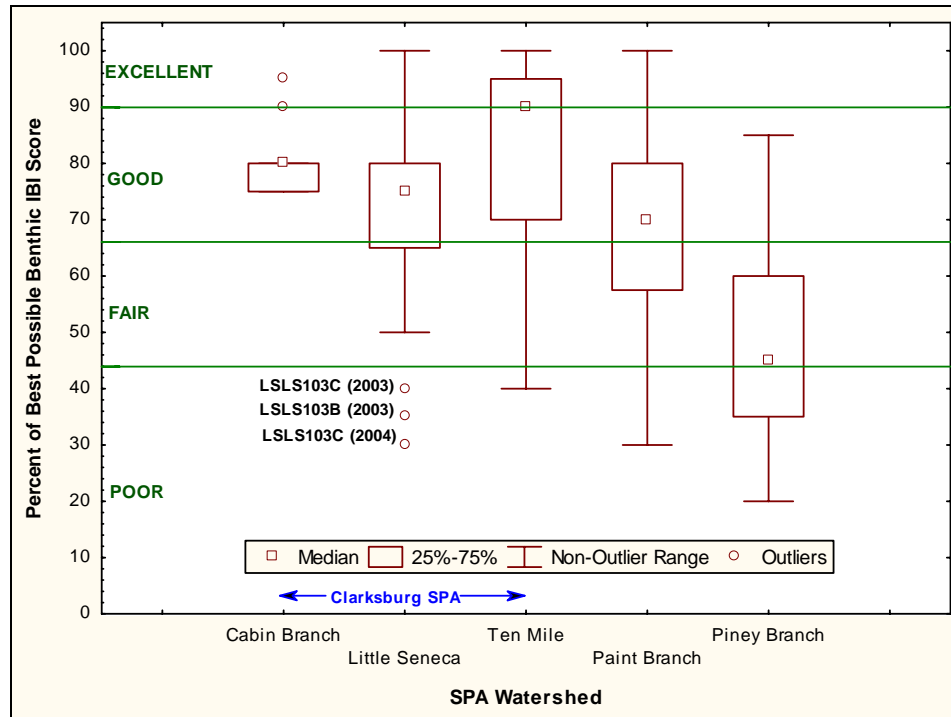 Percent of Best Possible Benthic IBI Score
100
90
80
70
60
50
40
30
20
10
0
EXCELLENT
GOOD
FAIR
POOR
LSLS103C (2003)
LSLS103B (2003)
LSLS103C (2004)
Median 25%-75% Non-Outlier Range Outliers
Clarksburg SPA
Cabin Branch Ten Mile Piney Branch
Little Seneca Paint Branch
SPA Watershed